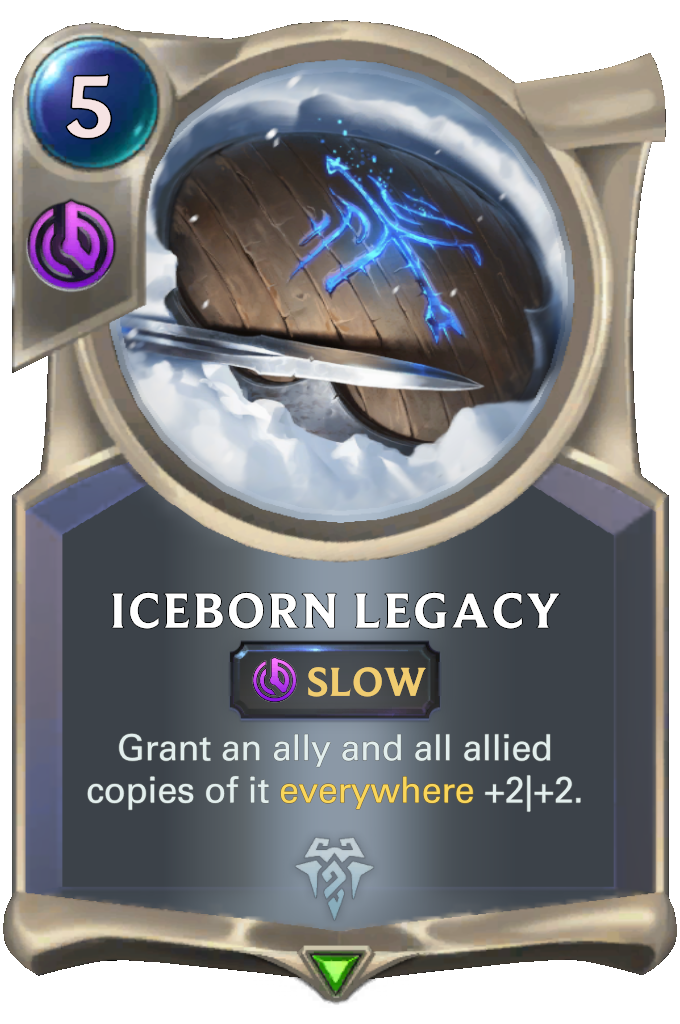 5
ICEBORN LEGACY
SLOW
Grant an ally and all allied
copies of it everywhere +2|+2.